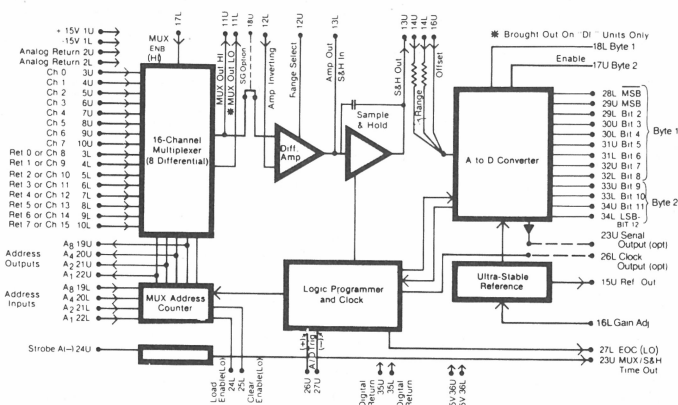 + 15V 1U
-15V 1L
Analog Return 2U
Analog Return 2L
Ch 0 3U
Ch 1 4U
Ch 2 5U
Ch 3 6U
Ch 4 7U
Ch 5 8U
Ch 6 9U
Ch 7 10U
Ret 0 or Ch 8 3L
Ret 1 or Ch 9 4L
Ret 2 or Ch 10 5L
Ret 3 or Ch 11 6L
Ret 4 or Ch 12 7L
Ret 5 or Ch 13 8L
Ret 6 or Ch 14 9L
Ret 7 or Ch 15 10L
Address Outputs
A8 19U
A4 20U
A2 21U
A1 22U
Address Inputs
A8 19L
A4 20L
A2 21L
A1 22L
Strobe A(-) 24U
17L
MUX ENB (HI)
16-Channel
Multiplexer
(8 Differential)
MUX Address
Counter
11U
MUX Out HI
11L
※ MUX Out LO
18U
SG Option
12L
Amp Inverting
12U
Range Select
13L
Amp Out
S&H In
13U
S&H Out
14U
14L
Range
16U
Offset
Diff.
Amp
Sample
& Hold
※ Brought Out On "DI" Units Only
18L Byte 1
Enable
17U Byte 2
A to D Converter
28L MSB
29U MSB
29L Bit 2
30U Bit 3
30L Bit 4
31U Bit 5
31L Bit 6
32U Bit 7
32L Bit 8
33U Bit 9
33L Bit 10
34U Bit 11
34L LSB-
BIT 12
Byte 1
Byte 2
23U Serial
Output (opt)
26L Clock
Output (opt)
Ultra-Stable
Reference
15U Ref Out
16L Gain Adj
Logic Programmer
and Clock
27L EOC (LO)
23U MUX/S&H
Time Out
Load
Enable(Lo)
24L
25L
Clear
Enable(Lo)
(+)
A/D Trig
(-)
26U
27U
Digital
Return
35U
35L
Digital
Return
5V 36U
5V 36L